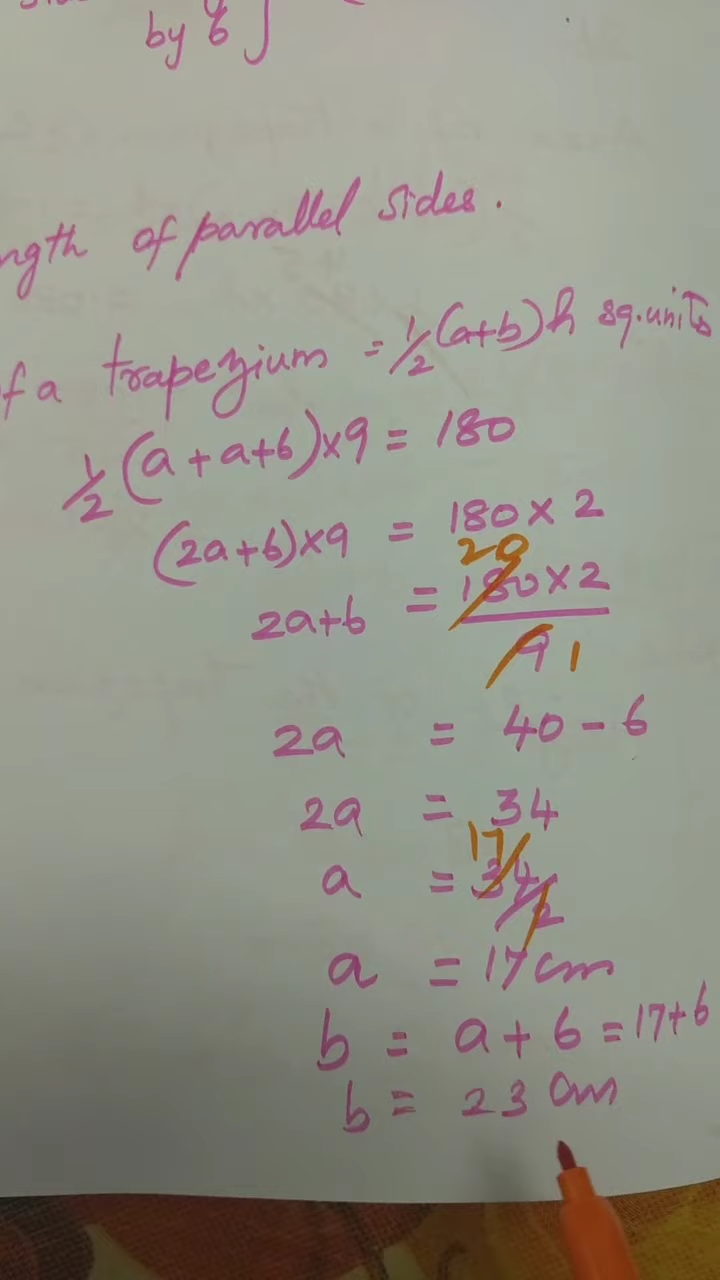 by 6
ngth of parallel sides.
f a trapezium = 1/2 (a+b) h sq.units
1/2 (a + a+6) × 9 = 180
(2a+6) × 9 = 180 × 2
20
2a+6 = 180 × 2
9 1
2a = 40 - 6
2a = 34
17
a = 34/2
a = 17 cm
b = a + 6 = 17+6
b = 23 cm